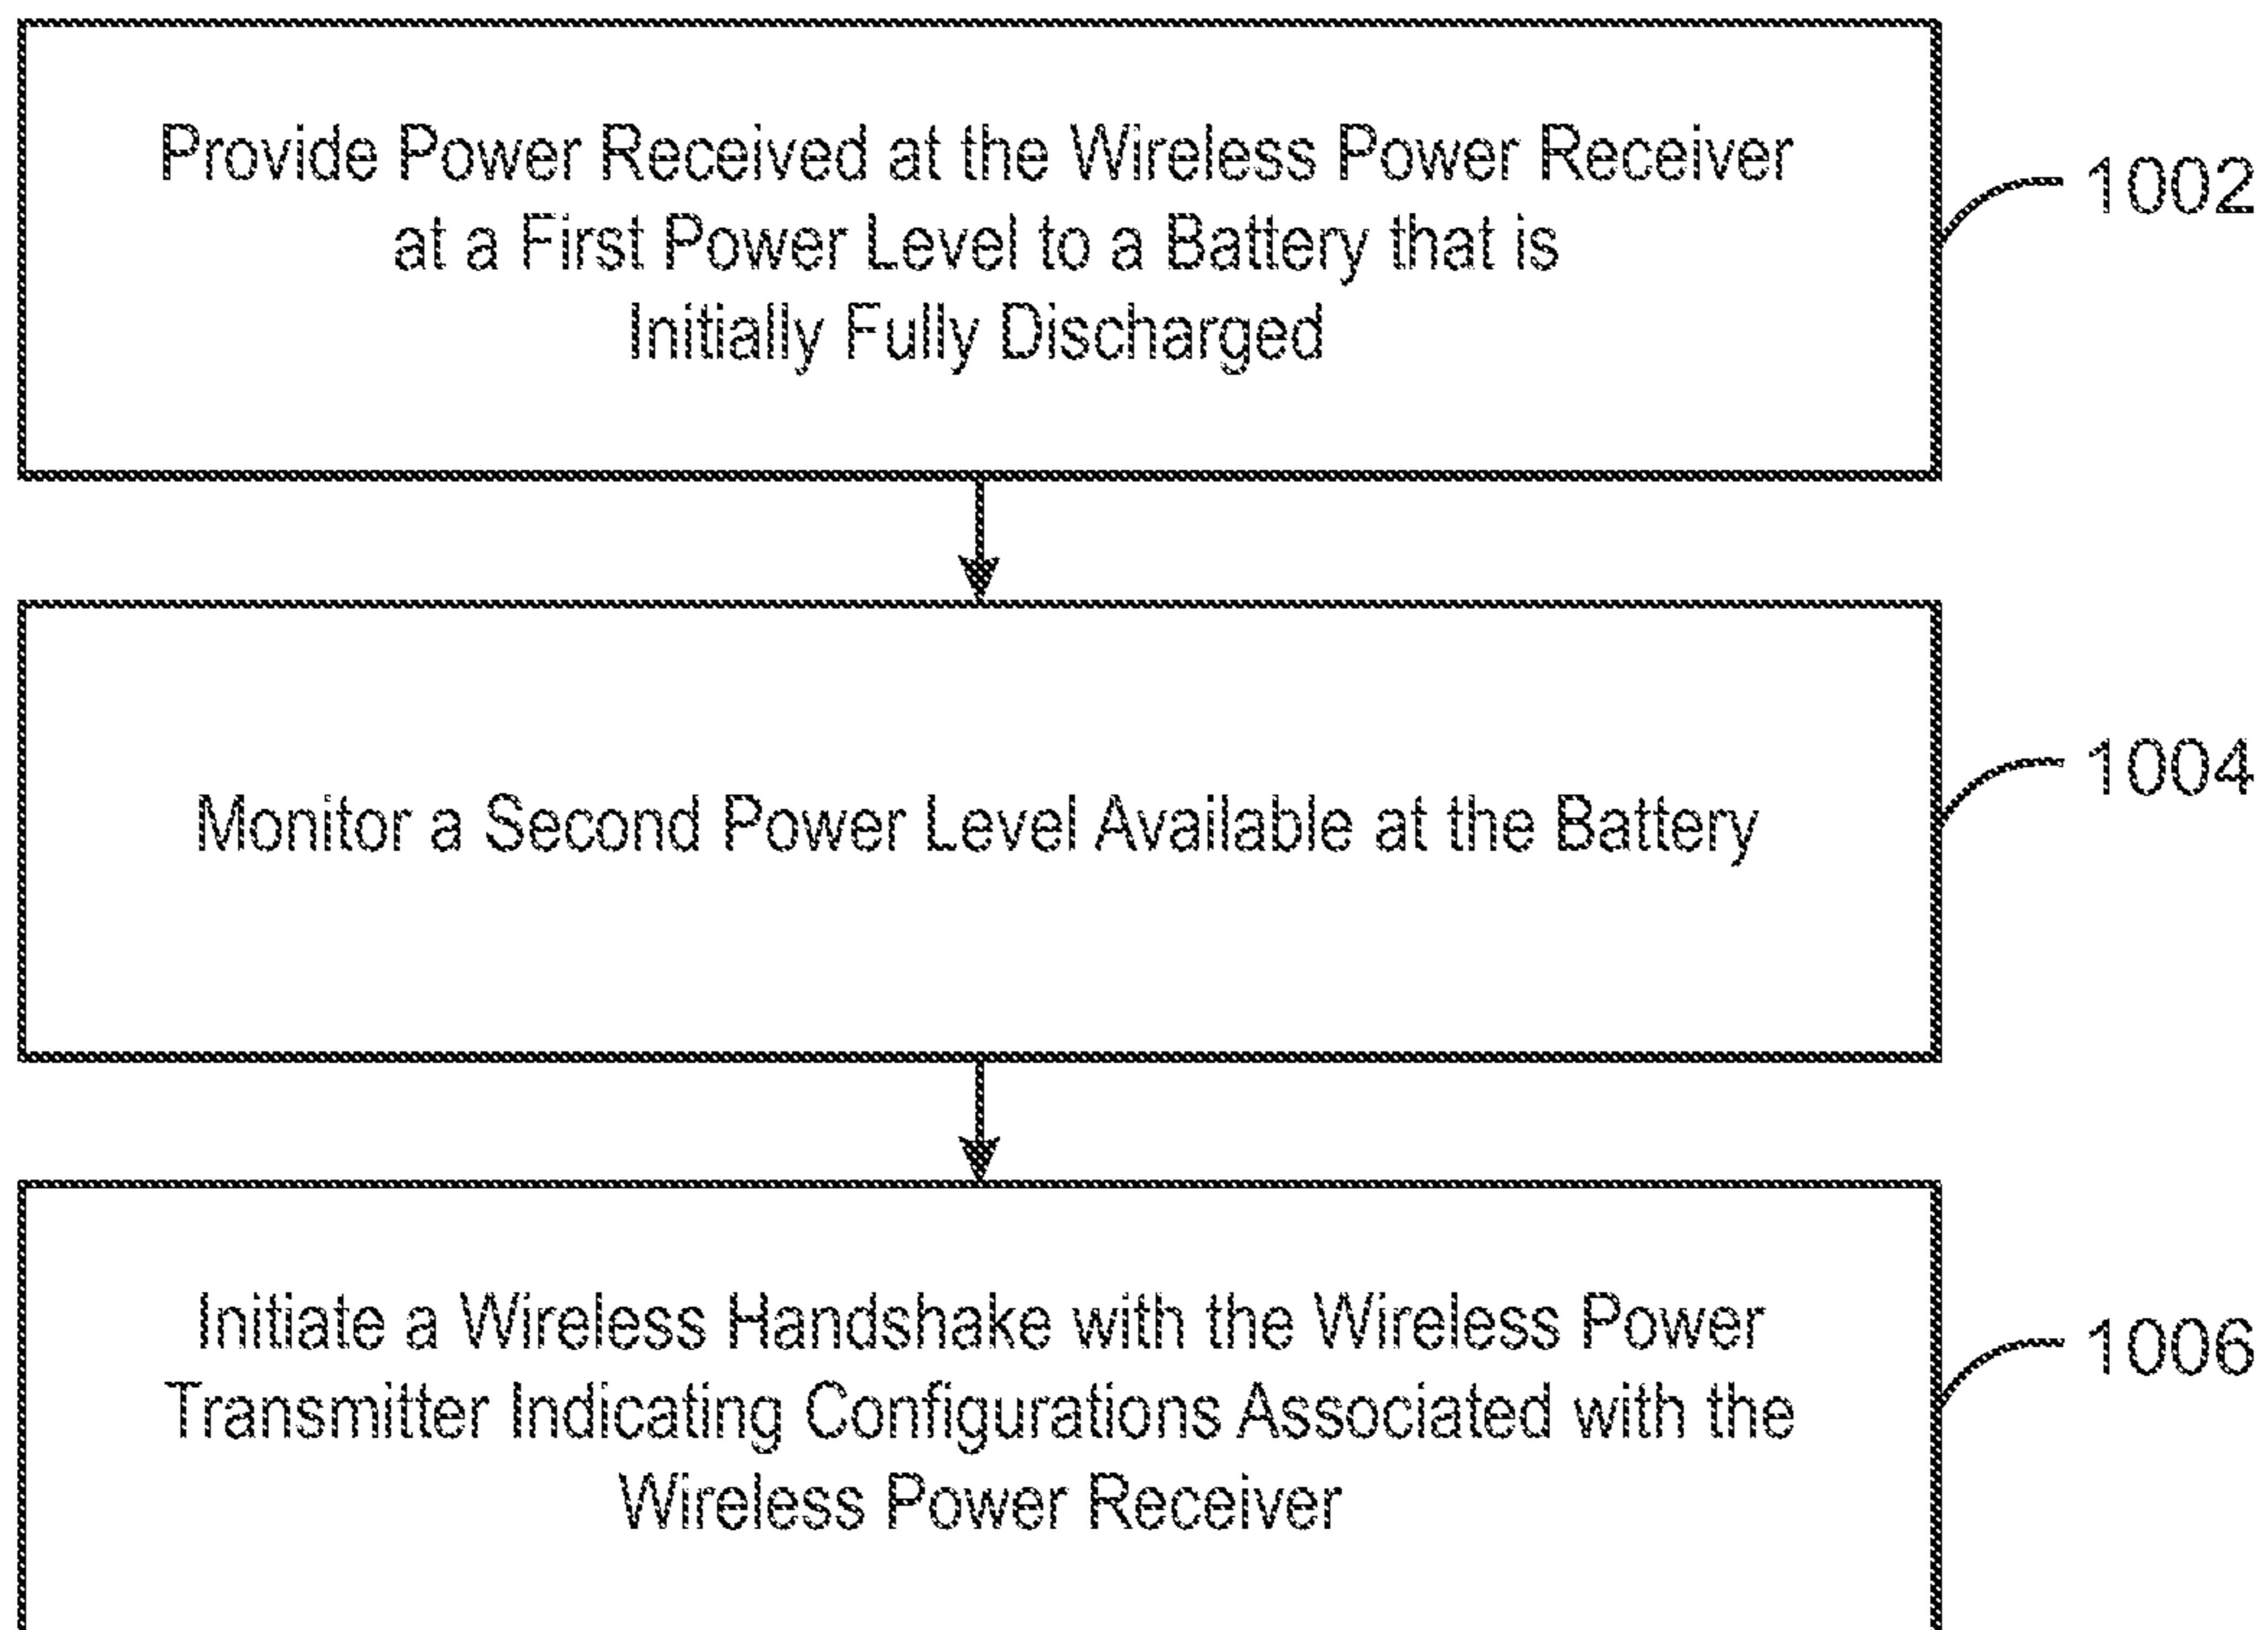 Provide Power Received at the Wireless Power Receiver
at a First Power Level to a Battery that is
Initially Fully Discharged
1002
Monitor a Second Power Level Available at the Battery
1004
Initiate a Wireless Handshake with the Wireless Power
Transmitter Indicating Configurations Associated with the
Wireless Power Receiver
1006